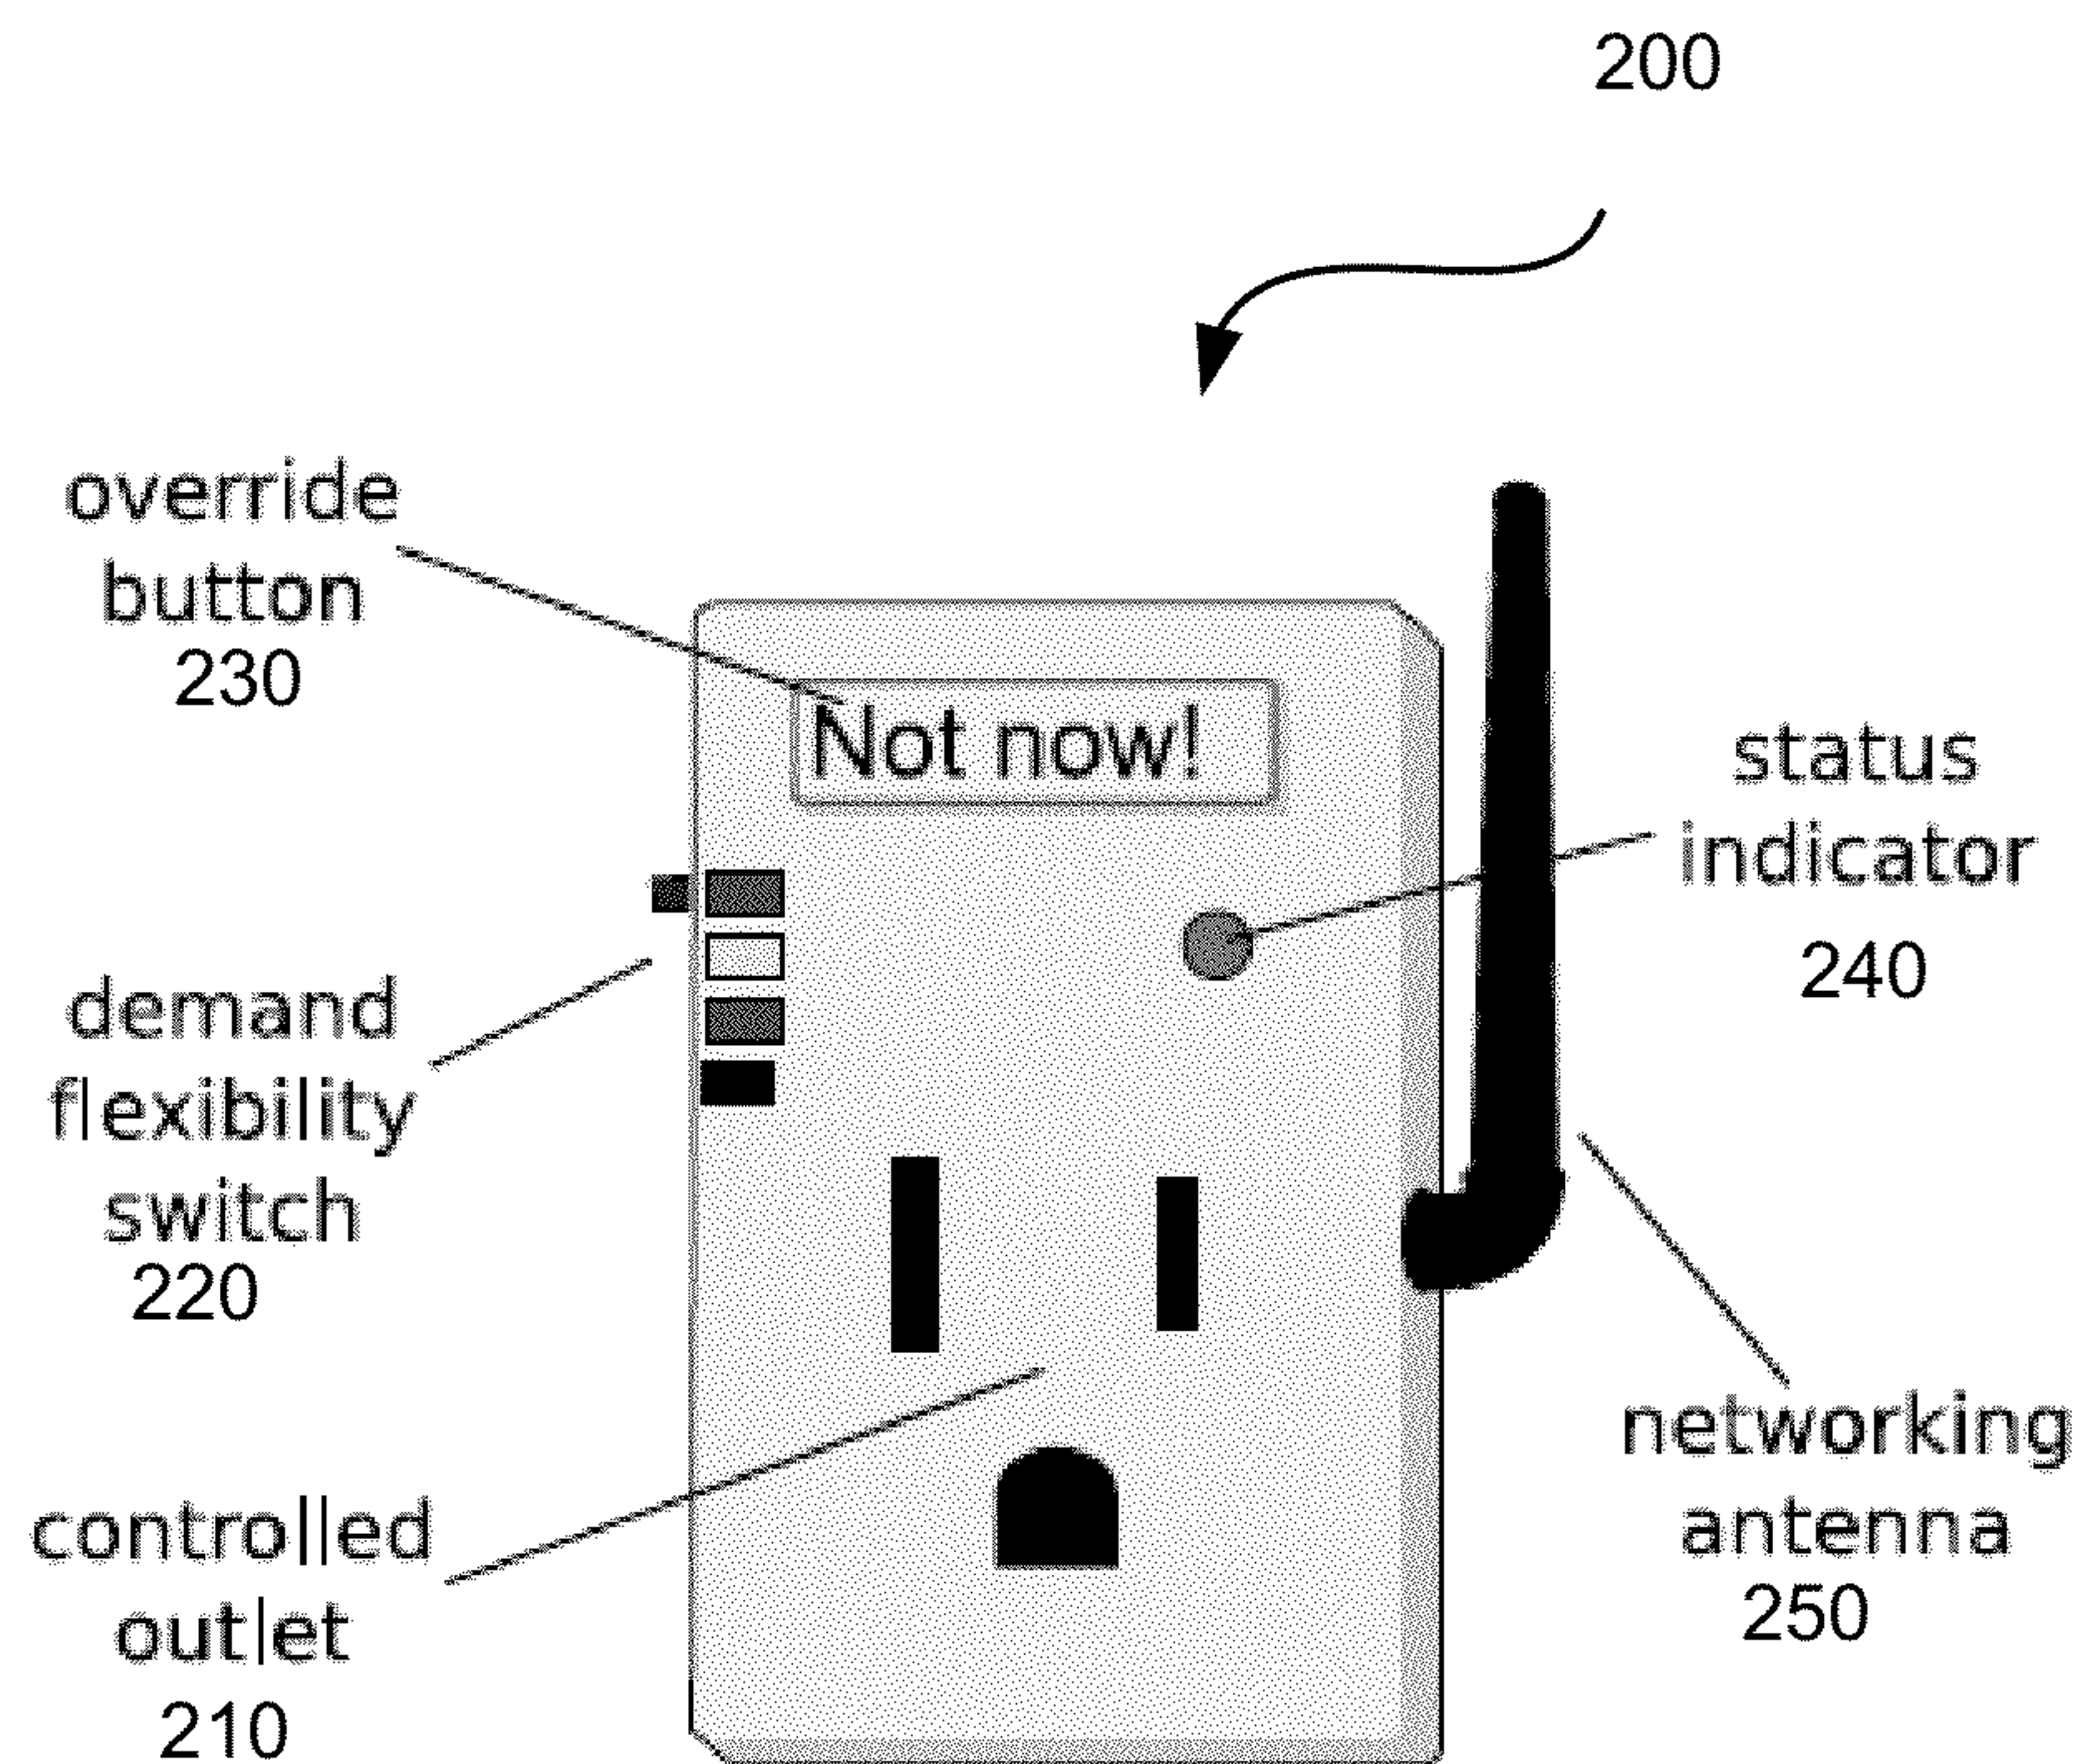 200
override
button
230
Not now!
status
indicator
240
demand
flexibility
switch
220
networking
antenna
250
controlled
outlet
210